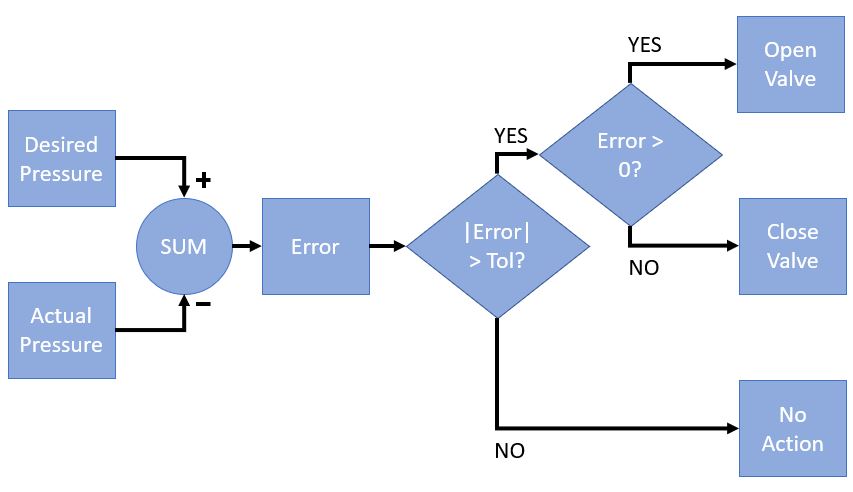 Desired
Pressure
+
SUM
−
Actual
Pressure
Error
|Error|
> Tol?
YES
NO
Error >
0?
YES
NO
Open
Valve
Close
Valve
No
Action